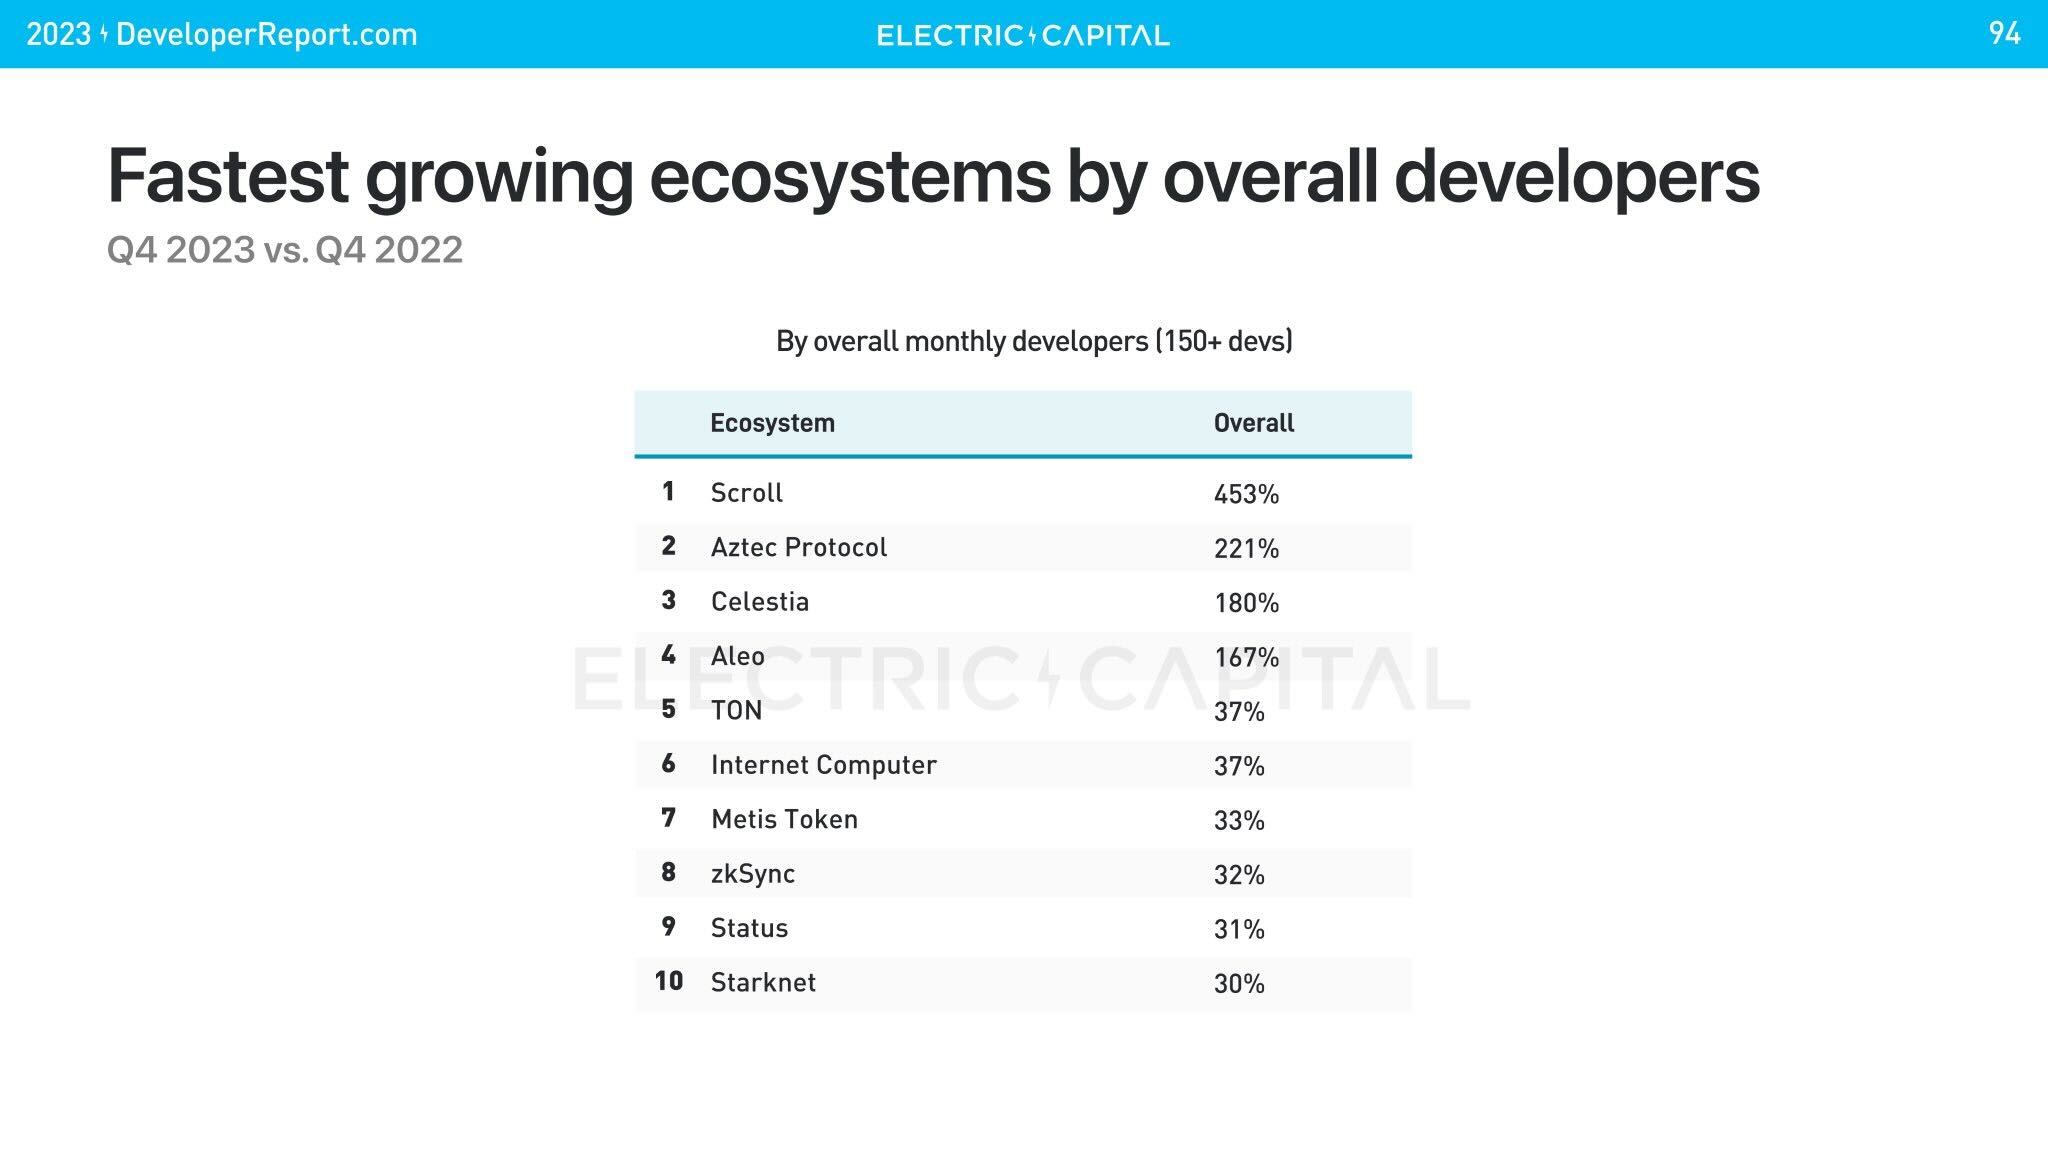 2023 ⚡ DeveloperReport.com
ELECTRIC⚡CAPITAL
94
Fastest growing ecosystems by overall developers
Q4 2023 vs. Q4 2022
By overall monthly developers (150+ devs)
Ecosystem Overall
1 Scroll 453%
2 Aztec Protocol 221%
3 Celestia 180%
4 Aleo 167%
ELECTRIC⚡CAPITAL
5 TON 37%
6 Internet Computer 37%
7 Metis Token 33%
8 zkSync 32%
9 Status 31%
10 Starknet 30%